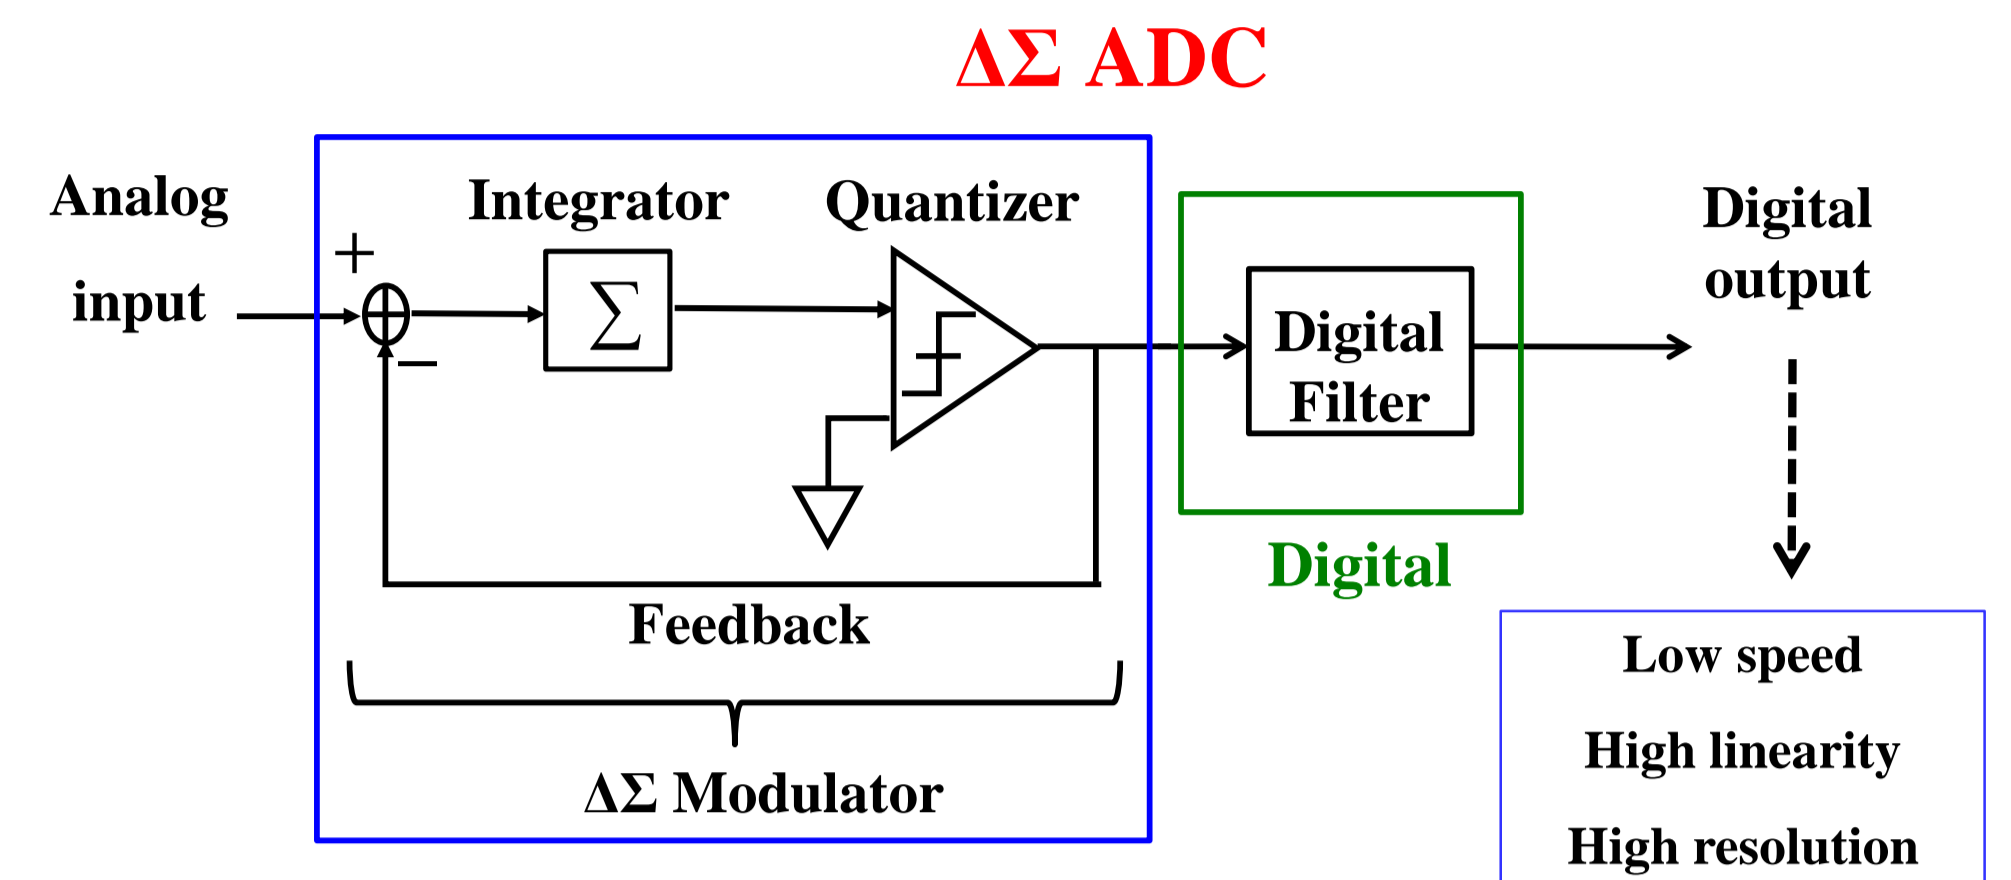 ΔΣ ADC
Analog
input
+
−
Integrator
Σ
Quantizer
Feedback
ΔΣ Modulator
Digital
Filter
Digital
Digital
output
Low speed
High linearity
High resolution